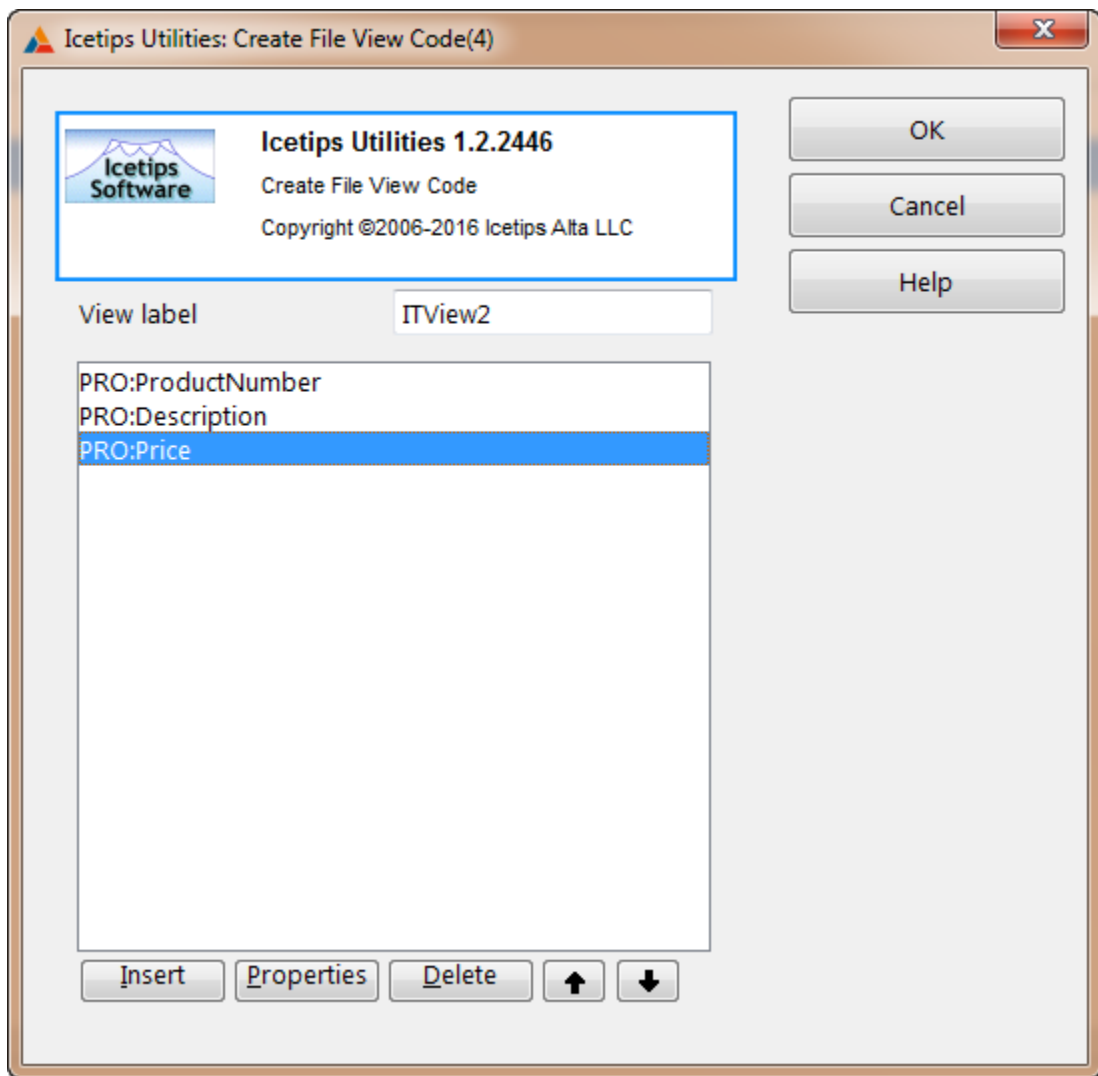 Icetips Utilities: Create File View Code(4)
Icetips
Software
Icetips Utilities 1.2.2446
Create File View Code
Copyright ©2006-2016 Icetips Alta LLC
OK
Cancel
Help
View label
ITView2
PRO:ProductNumber
PRO:Description
PRO:Price
Insert Properties Delete